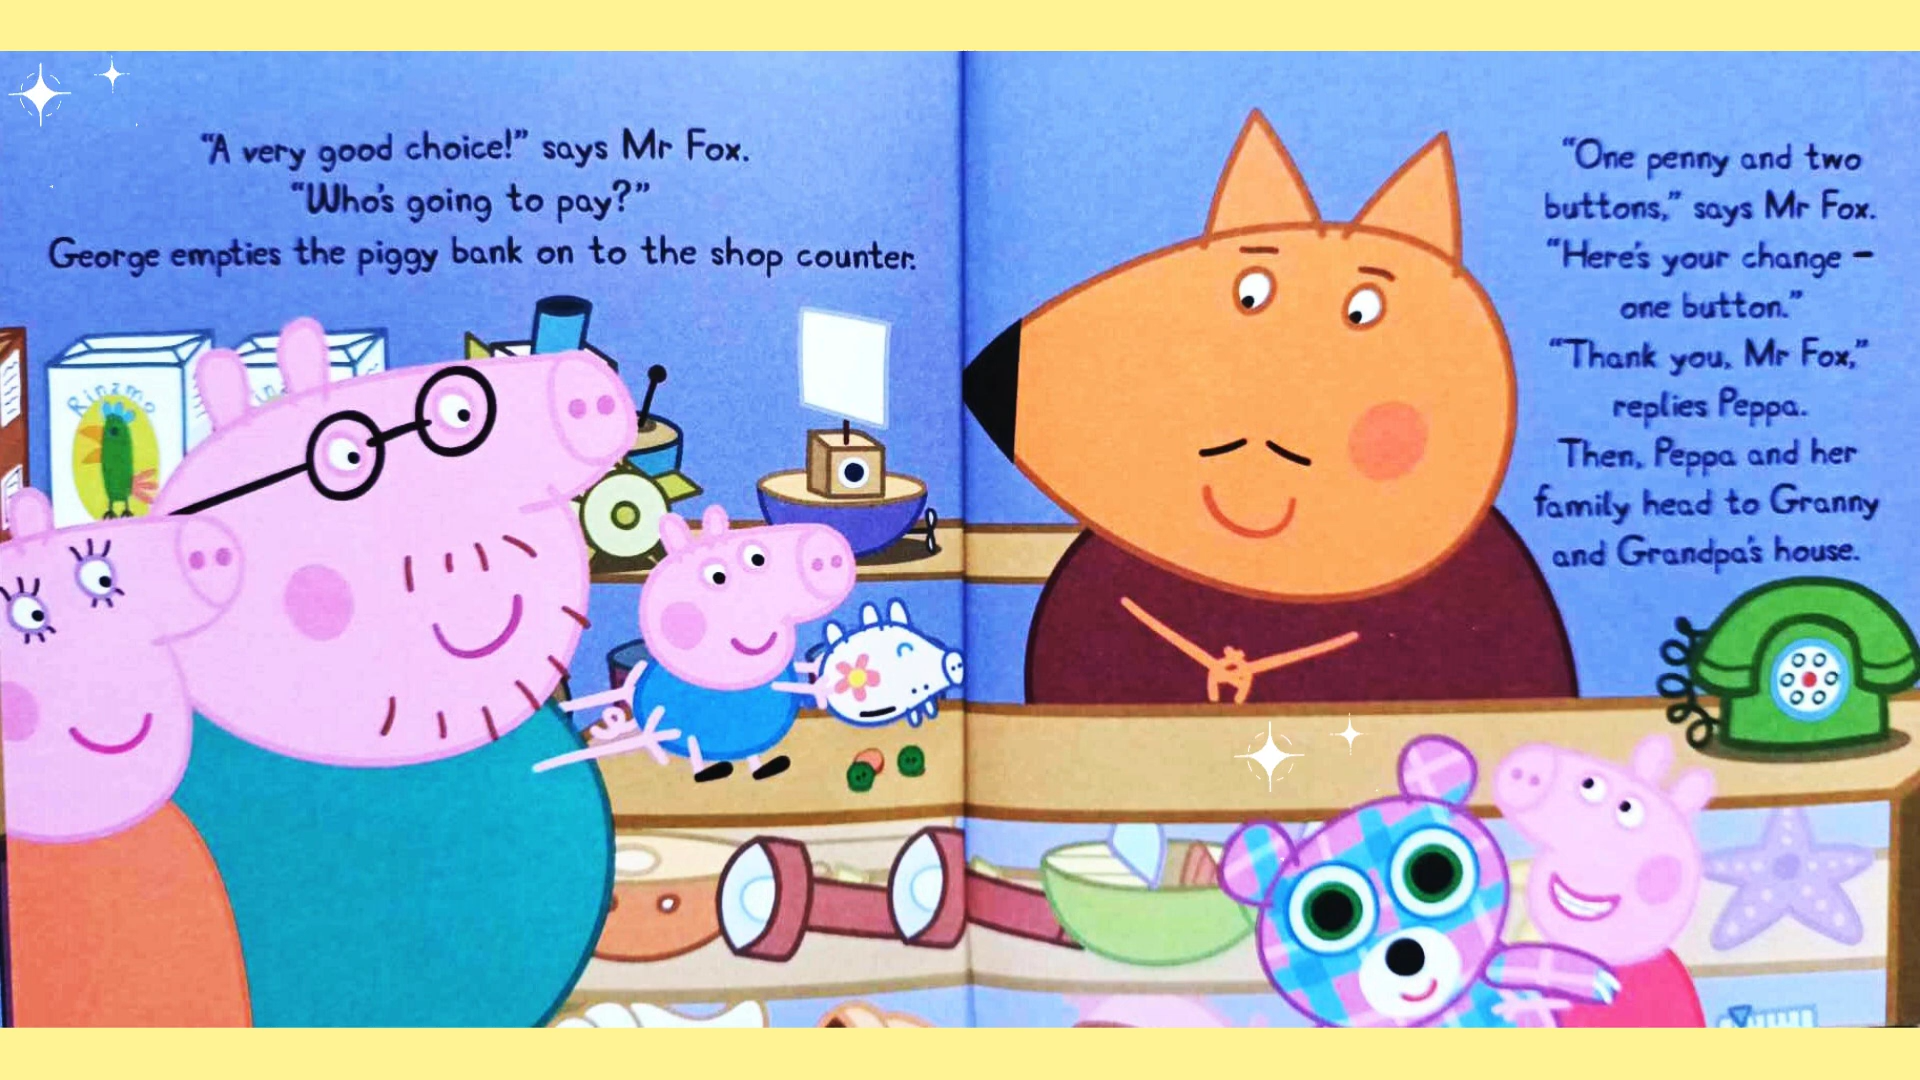 “A very good choice!” says Mr Fox.
“Who's going to pay?”
George empties the piggy bank on to the shop counter.
Rinzmo
“One penny and two
buttons,” says Mr Fox.
“Here's your change –
one button.”
“Thank you, Mr Fox,”
replies Peppa.
Then, Peppa and her
family head to Granny
and Grandpa's house.